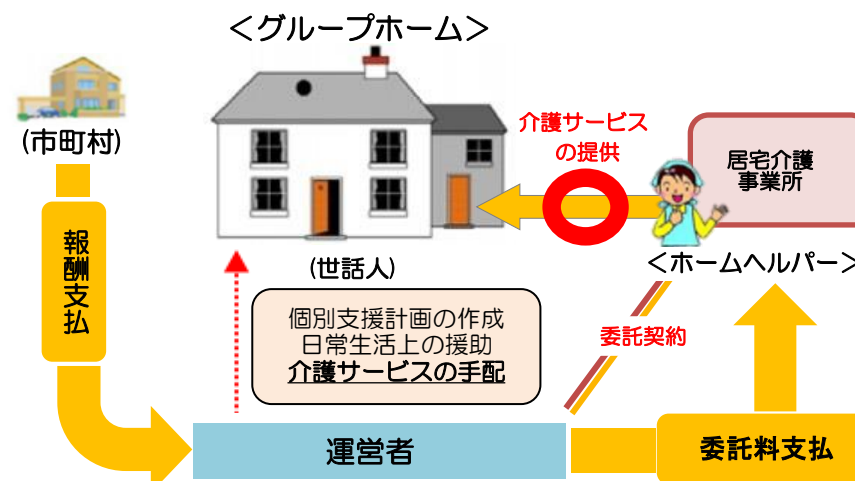 ＜グループホーム＞
(市町村)
介護サービス
の提供
居宅介護
事業所
＜ホームヘルパー＞
(世話人)
報酬支払
個別支援計画の作成
日常生活上の援助
介護サービスの手配
委託契約
運営者
委託料支払